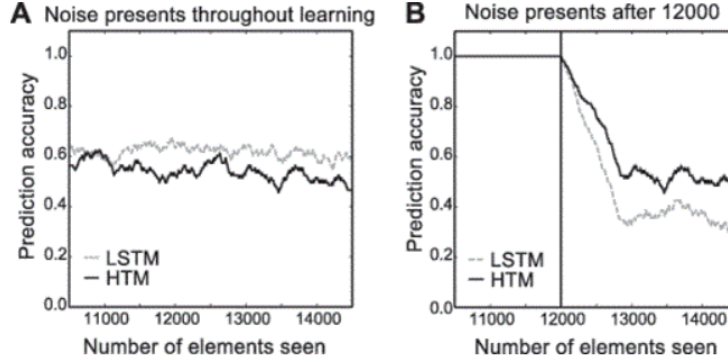 A Noise presents throughout learning
1.0
0.8
0.6
0.4
0.2
0.0
Prediction accuracy
LSTM
HTM
11000 12000 13000 14000
Number of elements seen
B Noise presents after 12000
1.0
0.8
0.6
0.4
0.2
0.0
Prediction accuracy
LSTM
HTM
11000 12000 13000 14000
Number of elements seen